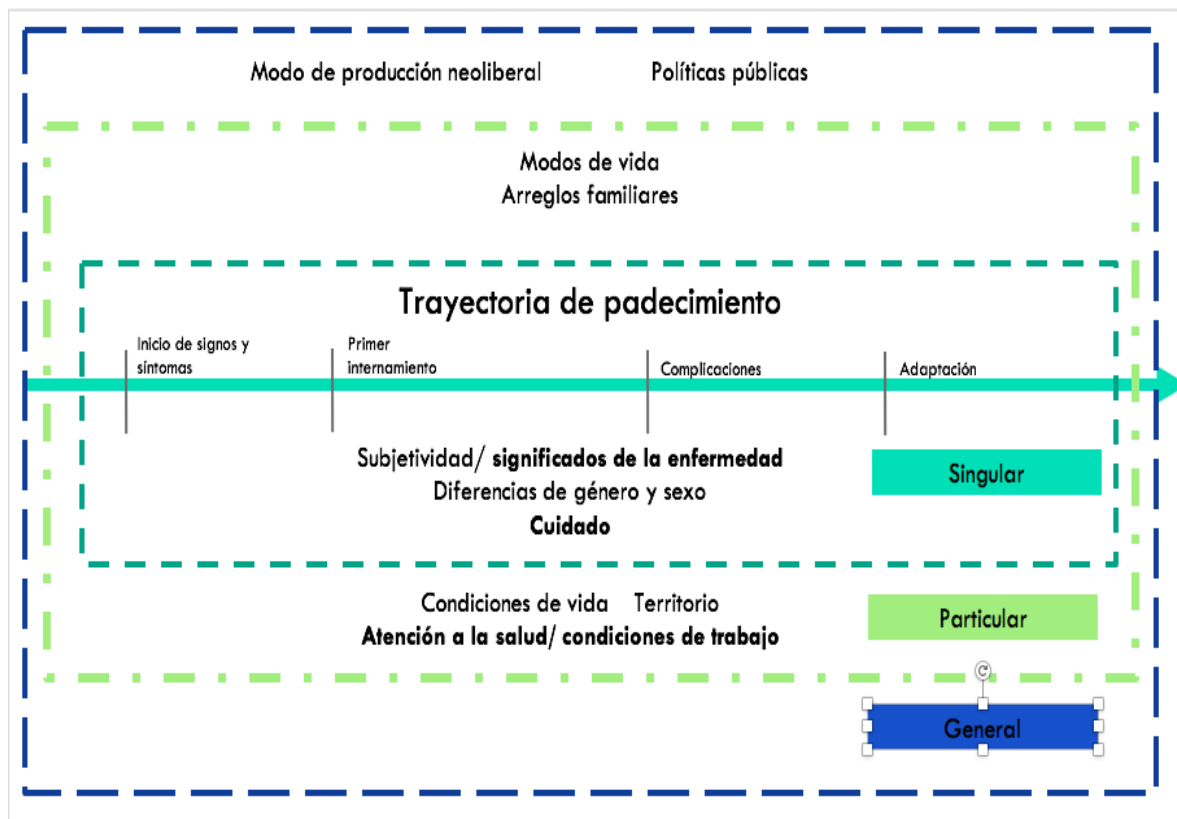 Modo de producción neoliberal
Políticas públicas
Modos de vida
Arreglos familiares
Trayectoria de padecimiento
Inicio de signos y
síntomas
Primer
internamiento
Complicaciones
Adaptación
Subjetividad/ significados de la enfermedad
Diferencias de género y sexo
Cuidado
Singular
Condiciones de vida Territorio
Atención a la salud/ condiciones de trabajo
Particular
General